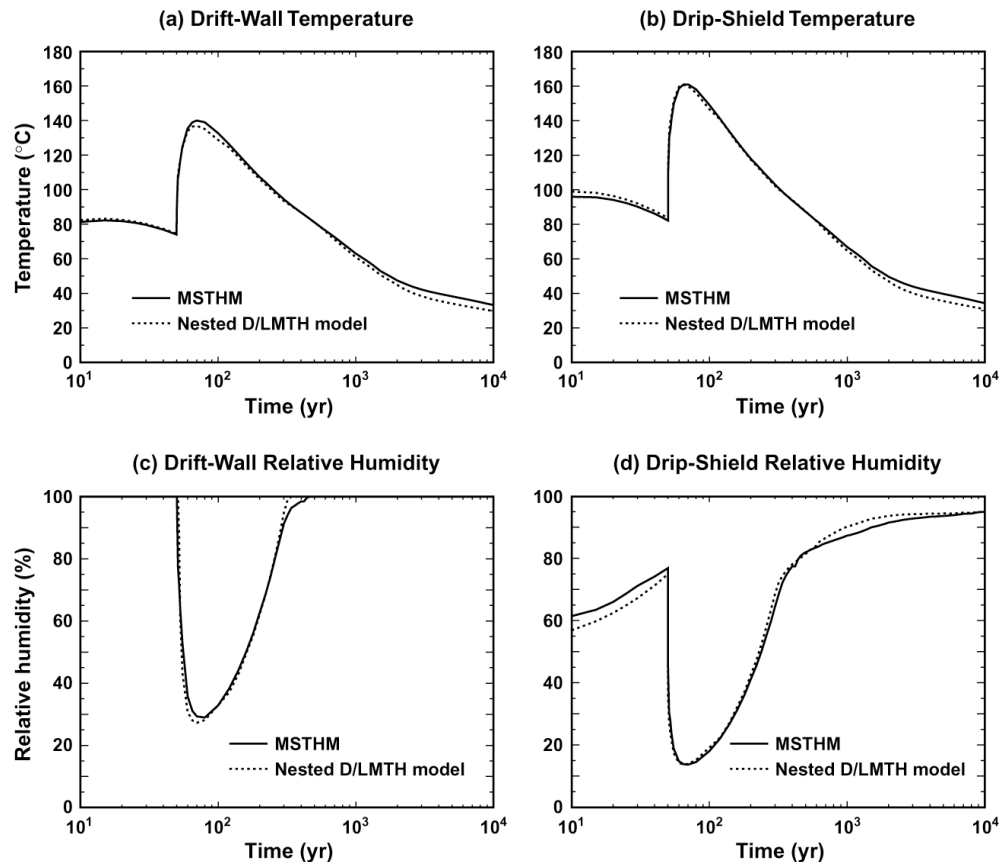 (a) Drift-Wall Temperature
180
160
140
120
100
80
60
40
20
0
Temperature (°C)
MSTHM
Nested D/LMTH model
10¹ 10² 10³ 10⁴
Time (yr)
(b) Drip-Shield Temperature
180
160
140
120
100
80
60
40
20
0
MSTHM
Nested D/LMTH model
10¹ 10² 10³ 10⁴
Time (yr)
(c) Drift-Wall Relative Humidity
100
80
60
40
20
0
Relative humidity (%)
MSTHM
Nested D/LMTH model
10¹ 10² 10³ 10⁴
Time (yr)
(d) Drip-Shield Relative Humidity
100
80
60
40
20
0
MSTHM
Nested D/LMTH model
10¹ 10² 10³ 10⁴
Time (yr)